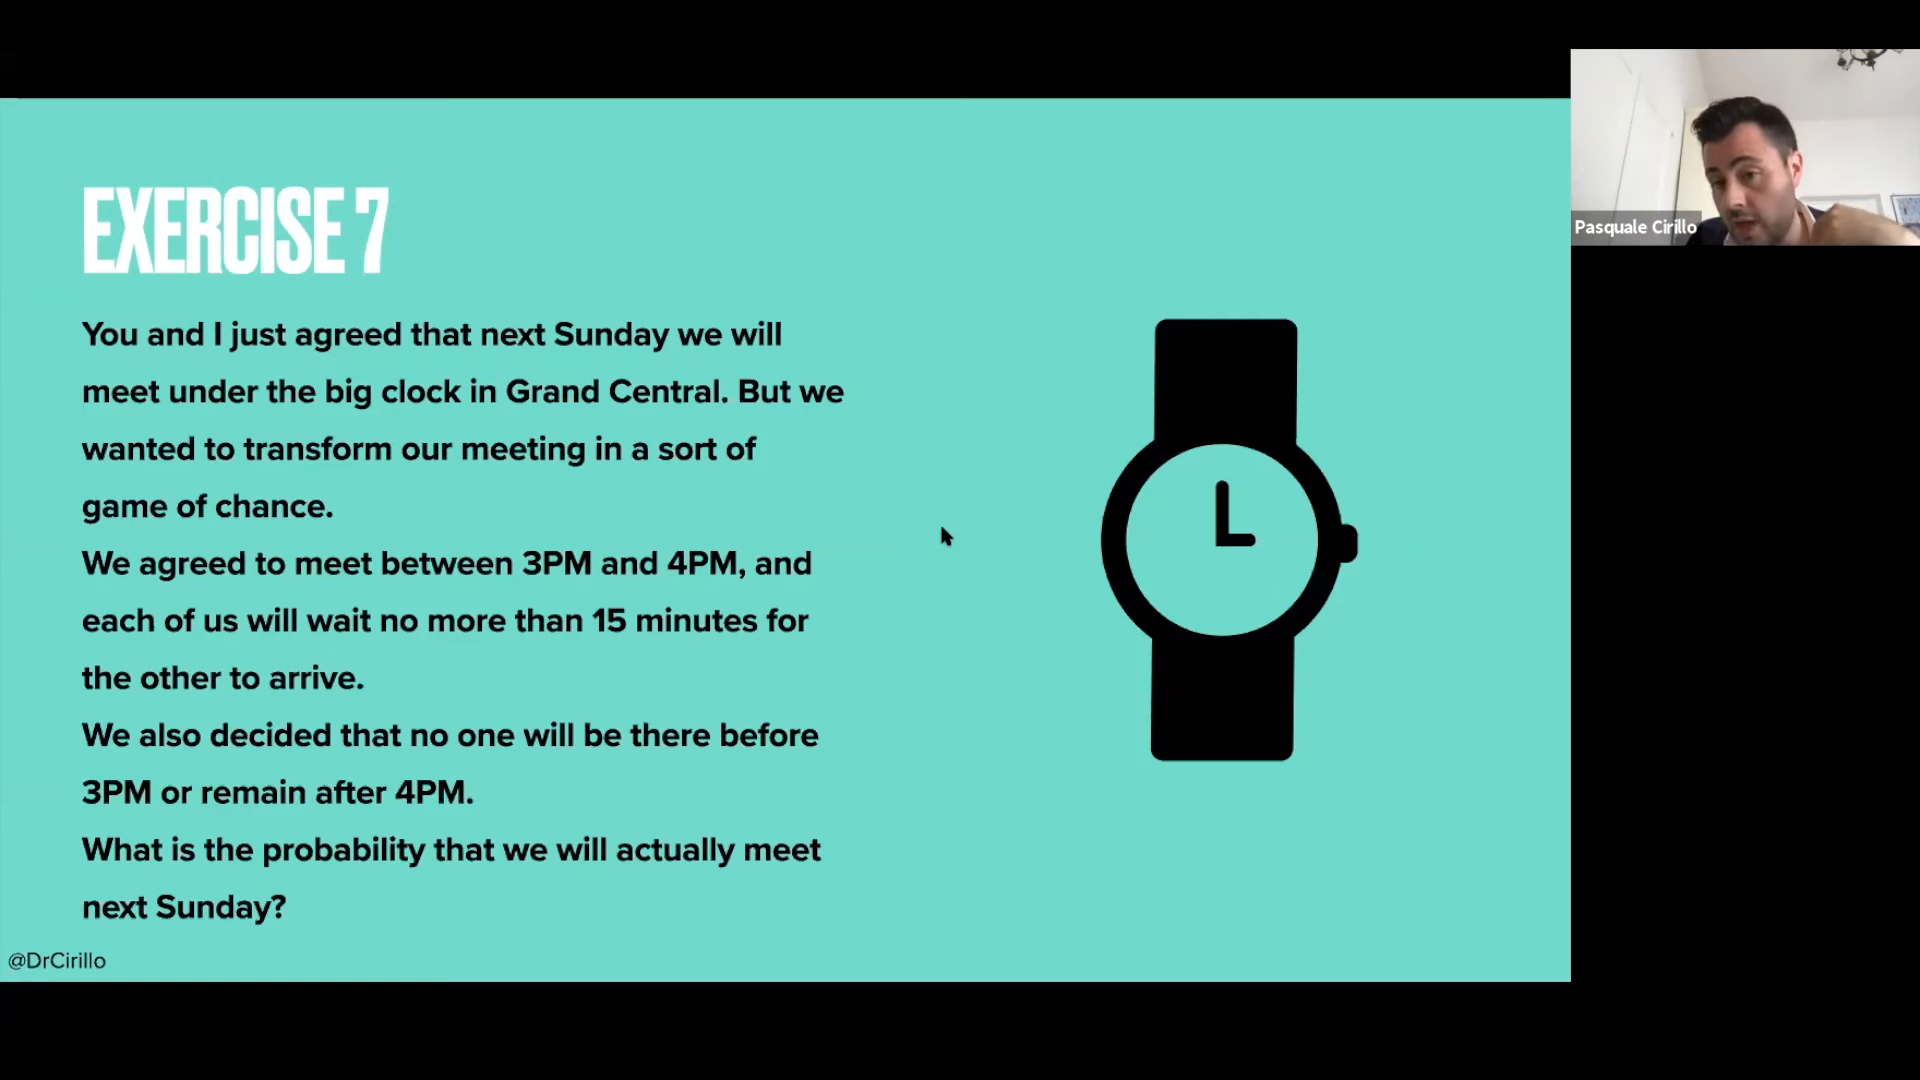 EXERCISE 7
You and I just agreed that next Sunday we will
meet under the big clock in Grand Central. But we
wanted to transform our meeting in a sort of
game of chance.
We agreed to meet between 3PM and 4PM, and
each of us will wait no more than 15 minutes for
the other to arrive.
We also decided that no one will be there before
3PM or remain after 4PM.
What is the probability that we will actually meet
next Sunday?
@DrCirillo
Pasquale Cirillo